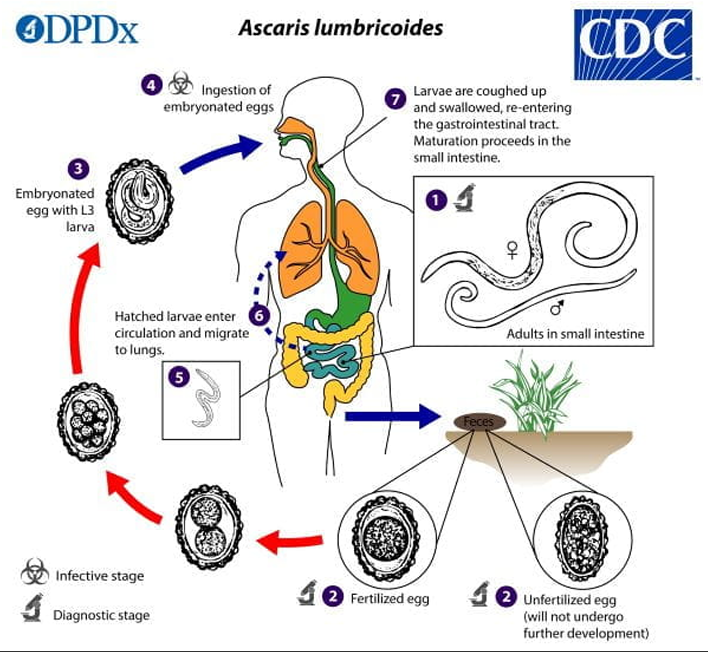 DPDx
Ascaris lumbricoides
CDC
4
Ingestion of
embryonated eggs
7
Larvae are coughed up
and swallowed, re-entering
the gastrointestinal tract.
Maturation proceeds in the
small intestine.
3
Embryonated
egg with L3
larva
1
♀
♂
Adults in small intestine
Hatched larvae enter
circulation and migrate
to lungs.
6
5
Feces
2 Fertilized egg
2 Unfertilized egg
(will not undergo
further development)
Infective stage
Diagnostic stage